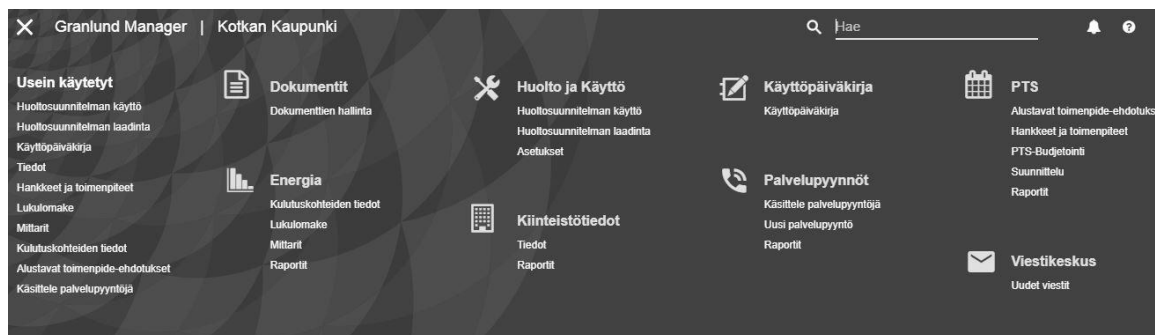 Granlund Manager | Kotkan Kaupunki
Hae
Usein käytetyt
Huoltosuunnitelman käyttö
Huoltosuunnitelman laadinta
Käyttöpäiväkirja
Tiedot
Hankkeet ja toimenpiteet
Lukulomake
Mittarit
Kulutuskohteiden tiedot
Alustavat toimenpide-ehdotukset
Käsittele palvelupyyntöjä
Dokumentit
Dokumenttien hallinta
Energia
Kulutuskohteiden tiedot
Lukulomake
Mittarit
Raportit
Huolto ja Käyttö
Huoltosuunnitelman käyttö
Huoltosuunnitelman laadinta
Asetukset
Kiinteistötiedot
Tiedot
Raportit
Käyttöpäiväkirja
Käyttöpäiväkirja
Palvelupyynnöt
Käsittele palvelupyyntöjä
Uusi palvelupyyntö
Raportit
PTS
Alustavat toimenpide-ehdotuks
Hankkeet ja toimenpiteet
PTS-Budjetointi
Suunnittelu
Raportit
Viestikeskus
Uudet viestit